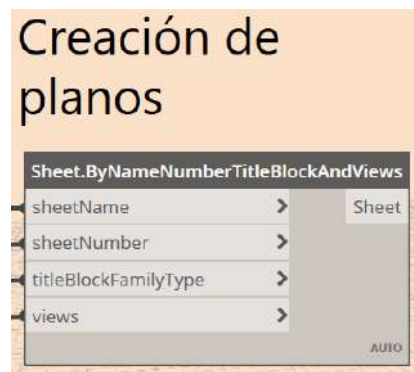 Creación de
planos
Sheet.ByNameNumberTitleBlockAndViews
sheetName > Sheet
sheetNumber >
titleBlockFamilyType >
views >
AUTO